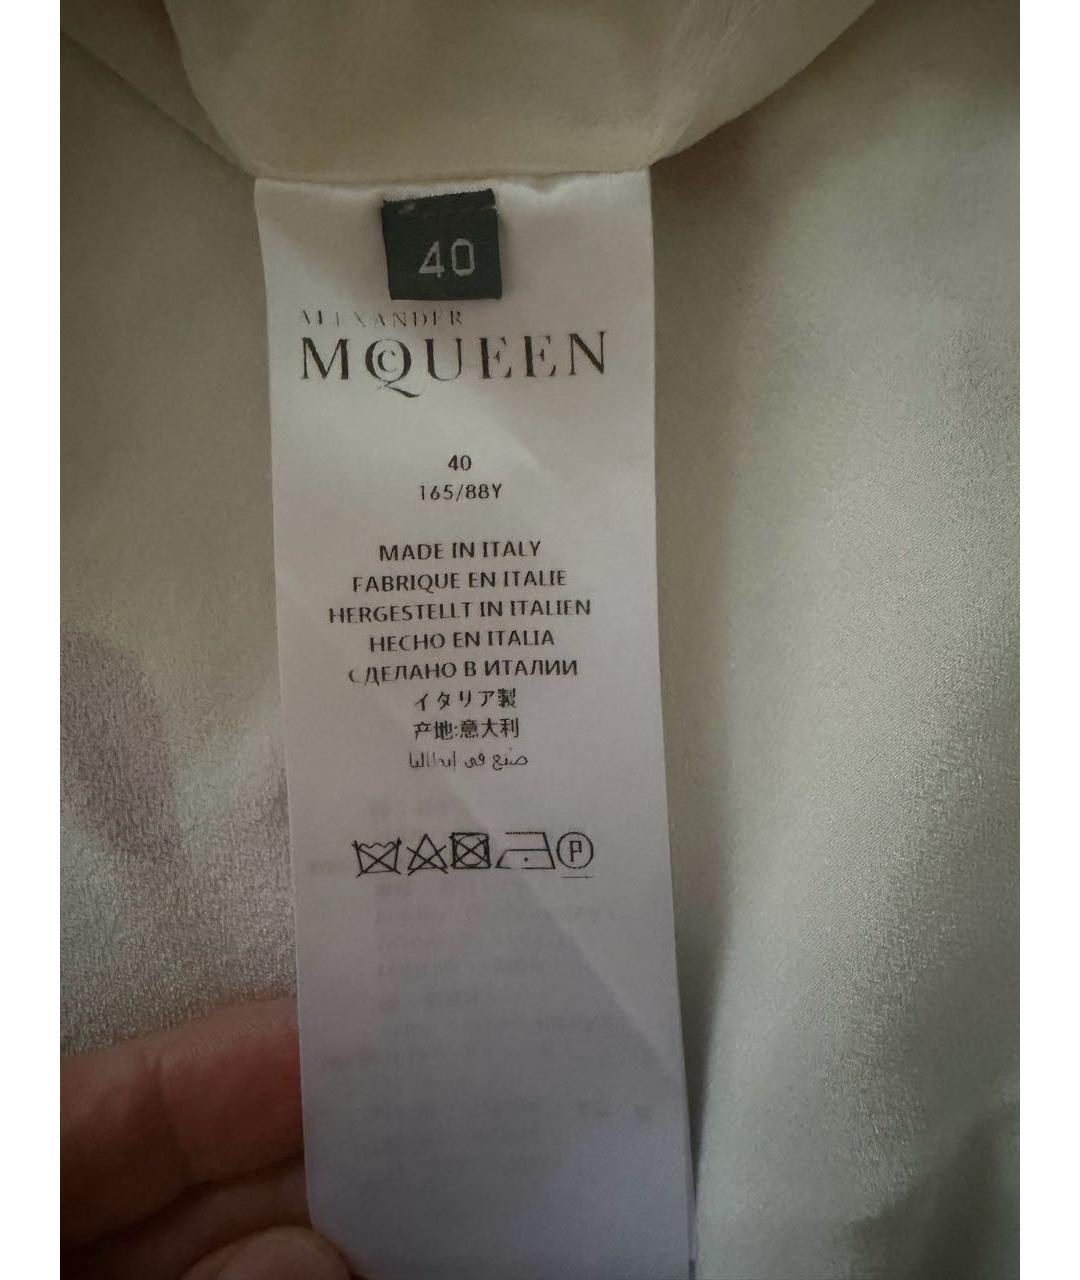 40
ALEXANDER
MCQUEEN
40
165/88Y
MADE IN ITALY
FABRIQUE EN ITALIE
HERGESTELLT IN ITALIEN
HECHO EN ITALIA
СДЕЛАНО В ИТАЛИИ
イタリア製
产地:意大利
صنع في إيطاليا
P